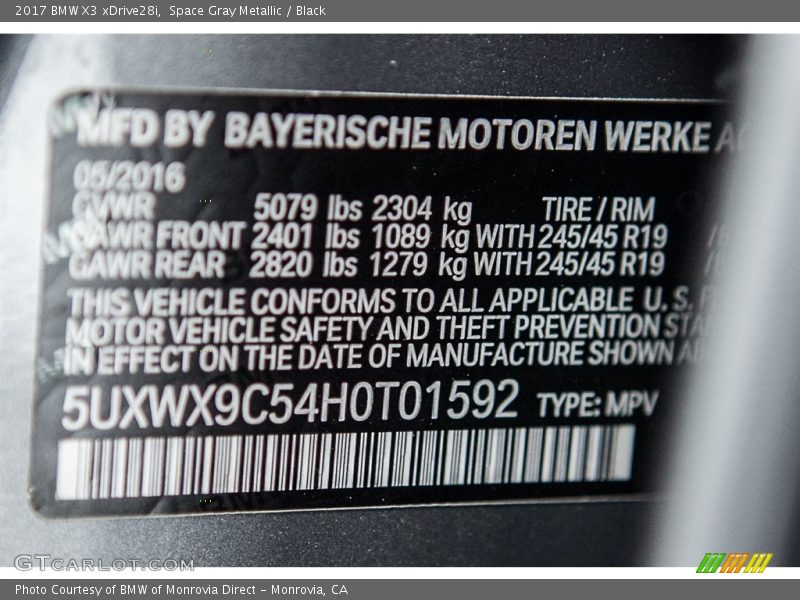 2017 BMW X3 xDrive28i, Space Gray Metallic / Black
MFD BY BAYERISCHE MOTOREN WERKE
05/2016
GVWR 5079 lbs 2304 kg TIRE / RIM
GAWR FRONT 2401 lbs 1089 kg WITH 245/45 R19
GAWR REAR 2820 lbs 1279 kg WITH 245/45 R19
THIS VEHICLE CONFORMS TO ALL APPLICABLE U.S.
MOTOR VEHICLE SAFETY AND THEFT PREVENTION
IN EFFECT ON THE DATE OF MANUFACTURE SHOWN
5UXWX9C54H0T01592 TYPE: MPV
GTCARLOT.COM
Photo Courtesy of BMW of Monrovia Direct - Monrovia, CA